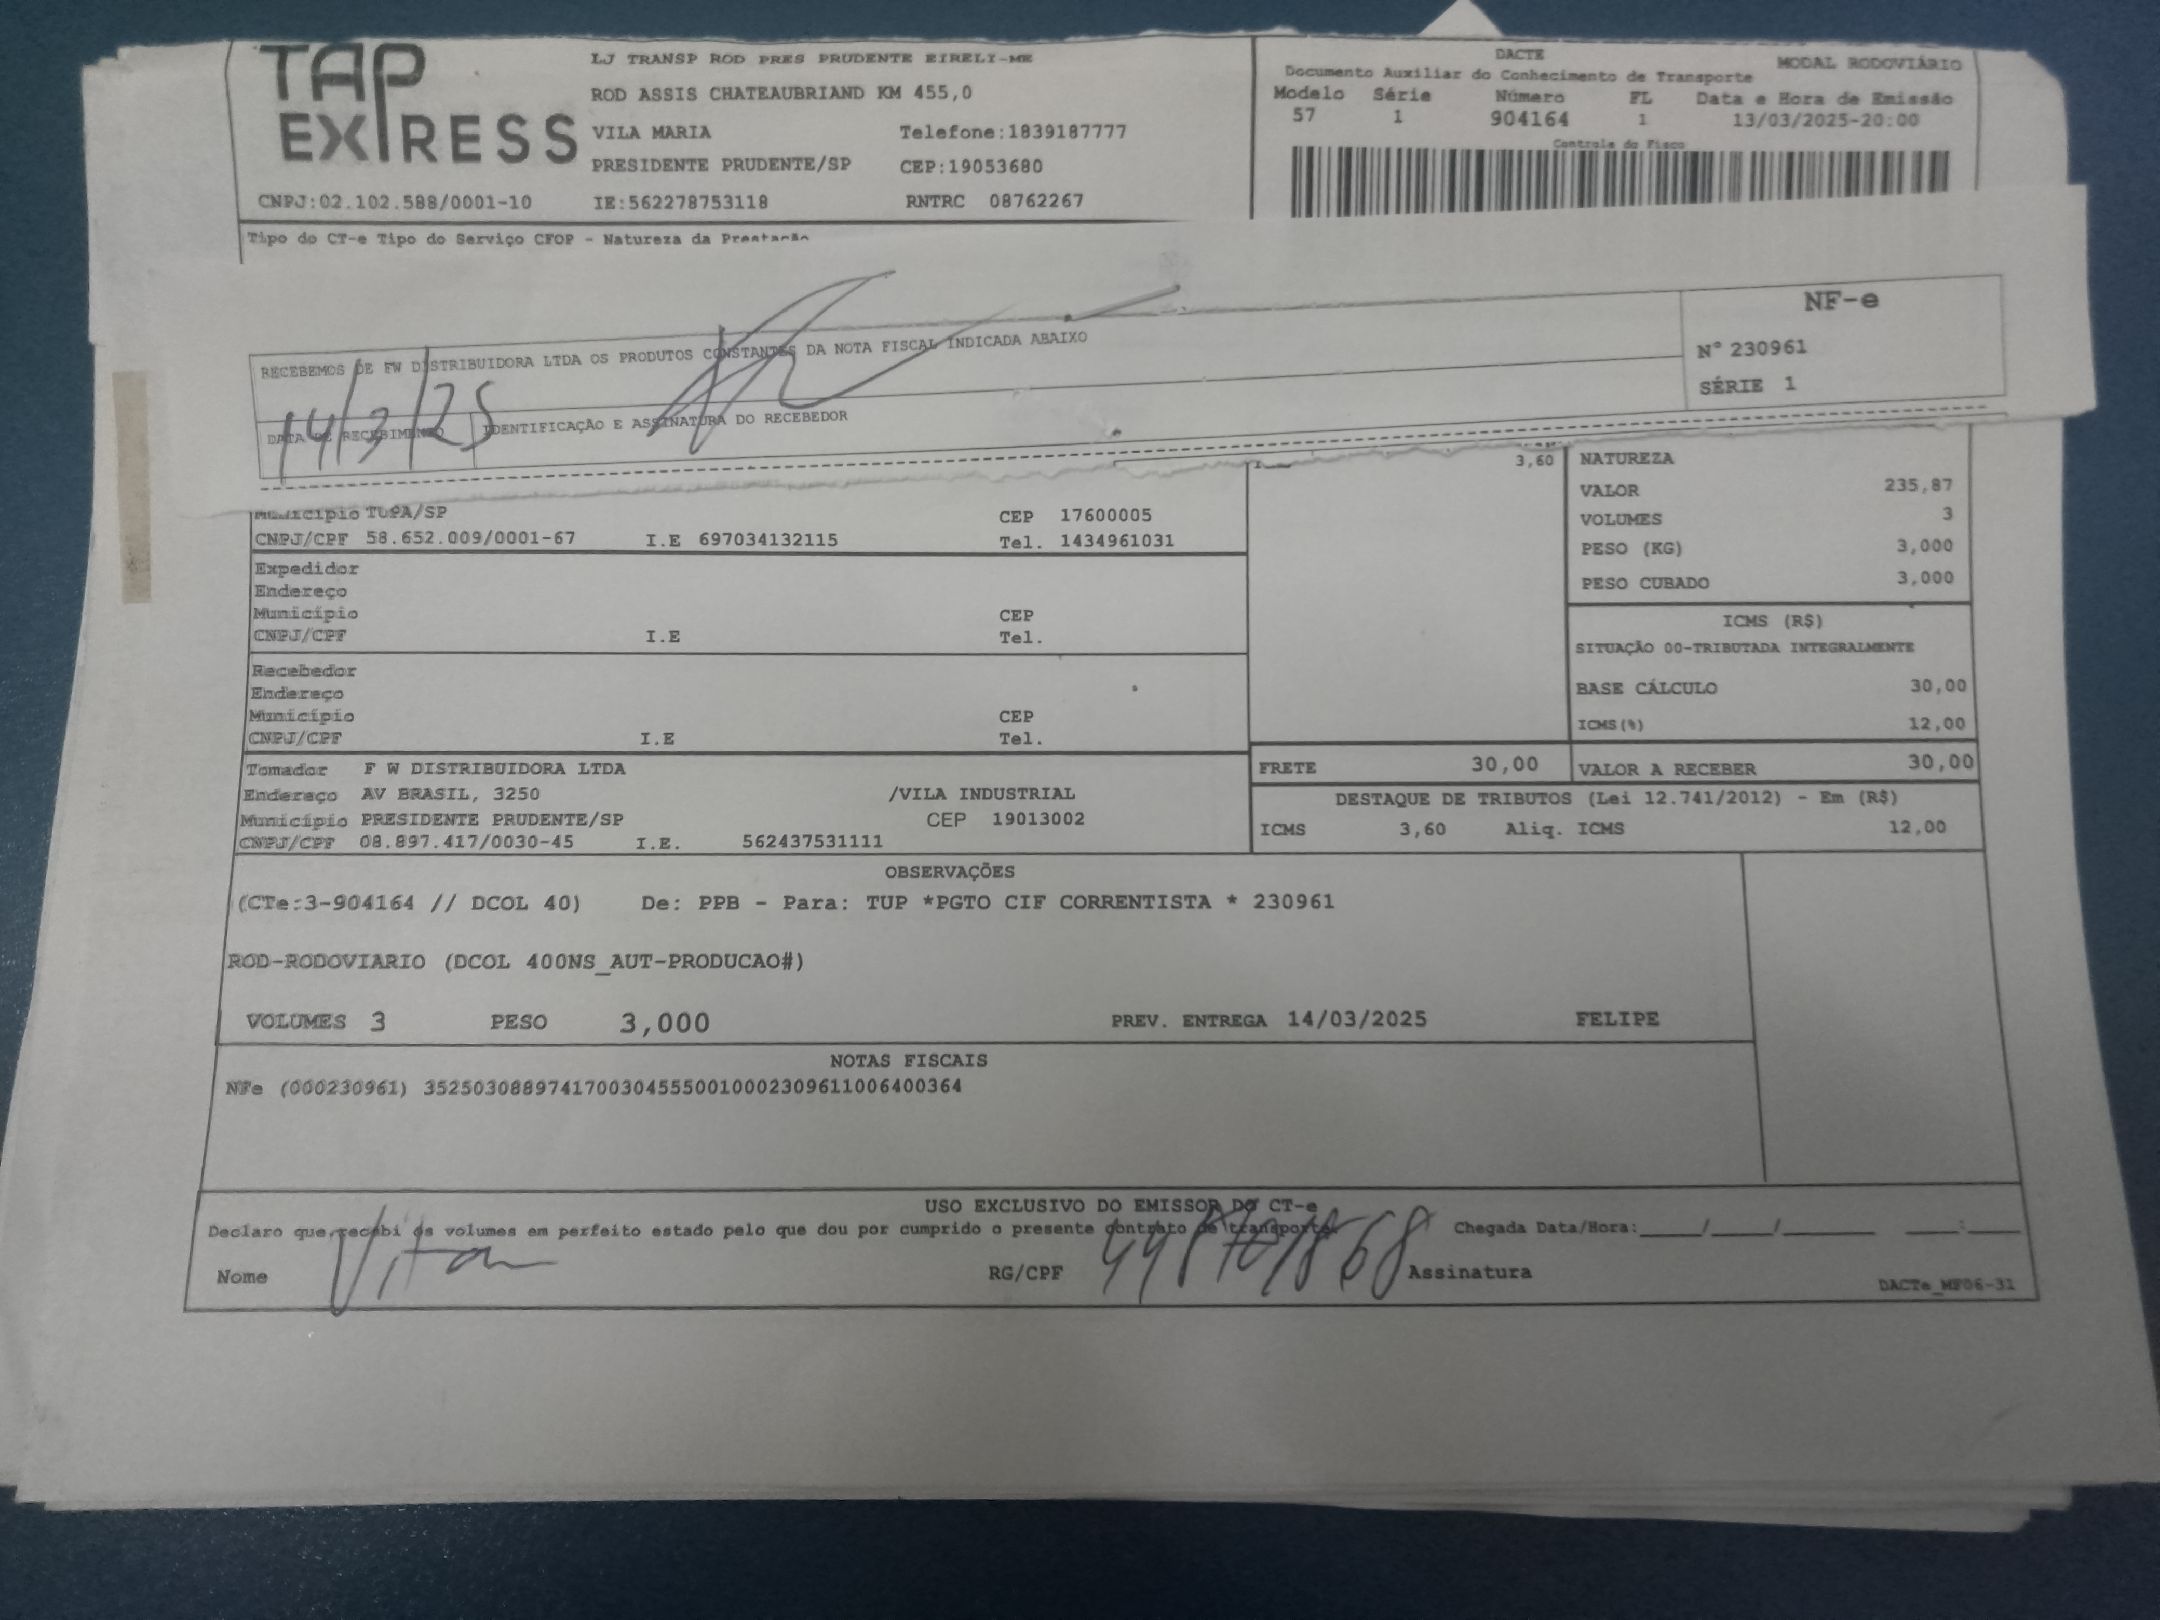 TAP EXPRESS
LJ TRANSP ROD PRES PRUDENTE EIRELI-ME
ROD ASSIS CHATEAUBRIAND KM 455,0
VILA MARIA Telefone:1839187777
PRESIDENTE PRUDENTE/SP CEP:19053680
CNPJ:02.102.588/0001-10 IE:562278753118 RNTRC 08762267
DACTE
MODAL RODOVIÁRIO
Documento Auxiliar do Conhecimento de Transporte
Modelo Série Número FL Data e Hora de Emissão
57 1 904164 1 13/03/2025-20:00
Controle do Fisco
Tipo do CT-e Tipo do Serviço CFOP - Natureza da Prestação
RECEBEMOS DE FW DISTRIBUIDORA LTDA OS PRODUTOS CONSTANTES DA NOTA FISCAL INDICADA ABAIXO
NF-e
Nº 230961
SÉRIE 1
14/3/25
DATA DE RECEBIMENTO IDENTIFICAÇÃO E ASSINATURA DO RECEBEDOR
Município TUPA/SP CEP 17600005
CNPJ/CPF 58.652.009/0001-67 I.E 697034132115 Tel. 1434961031
Expedidor
Endereço
Município CEP
CNPJ/CPF I.E Tel.
Recebedor
Endereço
Município CEP
CNPJ/CPF I.E Tel.
Tomador F W DISTRIBUIDORA LTDA
Endereço AV BRASIL, 3250 /VILA INDUSTRIAL
Município PRESIDENTE PRUDENTE/SP CEP 19013002
CNPJ/CPF 08.897.417/0030-45 I.E. 562437531111
3,60
NATUREZA
VALOR 235,87
VOLUMES 3
PESO (KG) 3,000
PESO CUBADO 3,000
ICMS (R$)
SITUAÇÃO 00-TRIBUTADA INTEGRALMENTE
BASE CÁLCULO 30,00
ICMS(%) 12,00
FRETE 30,00 VALOR A RECEBER 30,00
DESTAQUE DE TRIBUTOS (Lei 12.741/2012) - Em (R$)
ICMS 3,60 Aliq. ICMS 12,00
OBSERVAÇÕES
(CTe:3-904164 // DCOL 40) De: PPB - Para: TUP *PGTO CIF CORRENTISTA * 230961
ROD-RODOVIARIO (DCOL 400NS_AUT-PRODUCAO#)
VOLUMES 3 PESO 3,000 PREV. ENTREGA 14/03/2025 FELIPE
NOTAS FISCAIS
NFe (000230961) 35250308897417003045550010002309611006400364
USO EXCLUSIVO DO EMISSOR DO CT-e
Declaro que recebi os volumes em perfeito estado pelo que dou por cumprido o presente contrato de transporte Chegada Data/Hora:____/____/______ ___:___
Nome RG/CPF Assinatura
DACTe_MF06-31